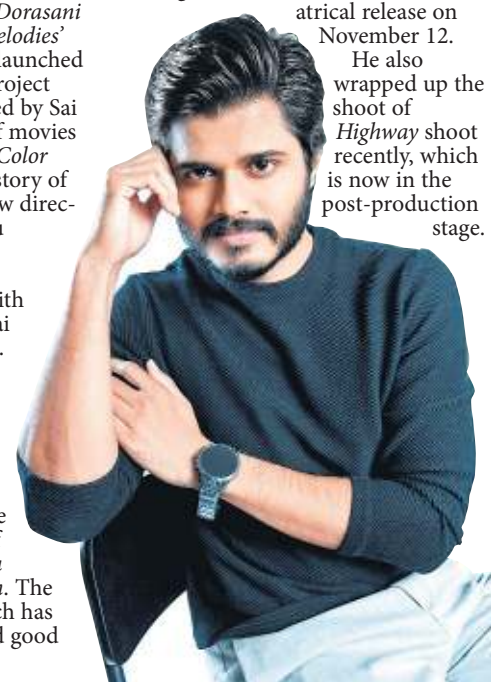 Dorasani
elodies'
launched
roject
ed by Sai
f movies
Color
story of
w direc-
ith
ai
e
n. The
ch has
d good
atrical release on
November 12.
He also
wrapped up the
shoot of
Highway shoot
recently, which
is now in the
post-production
stage.